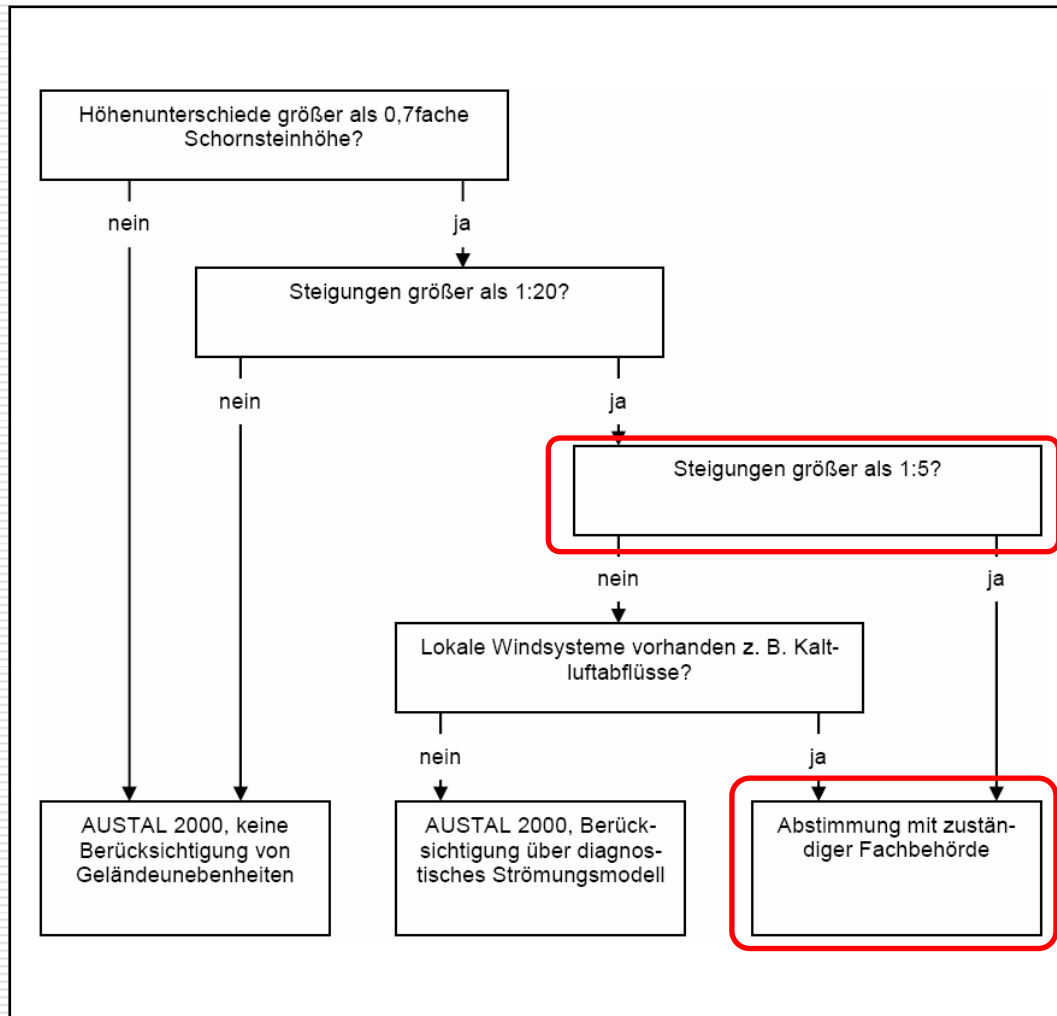 Höhenunterschiede größer als 0,7fache
Schornsteinhöhe?
nein
ja
Steigungen größer als 1:20?
nein
ja
Steigungen größer als 1:5?
nein
ja
Lokale Windsysteme vorhanden z. B. Kalt-
luftabflüsse?
nein
ja
AUSTAL 2000, keine
Berücksichtigung von
Geländeunebenheiten
AUSTAL 2000, Berück-
sichtigung über diagnos-
tisches Strömungsmodell
Abstimmung mit zustän-
diger Fachbehörde